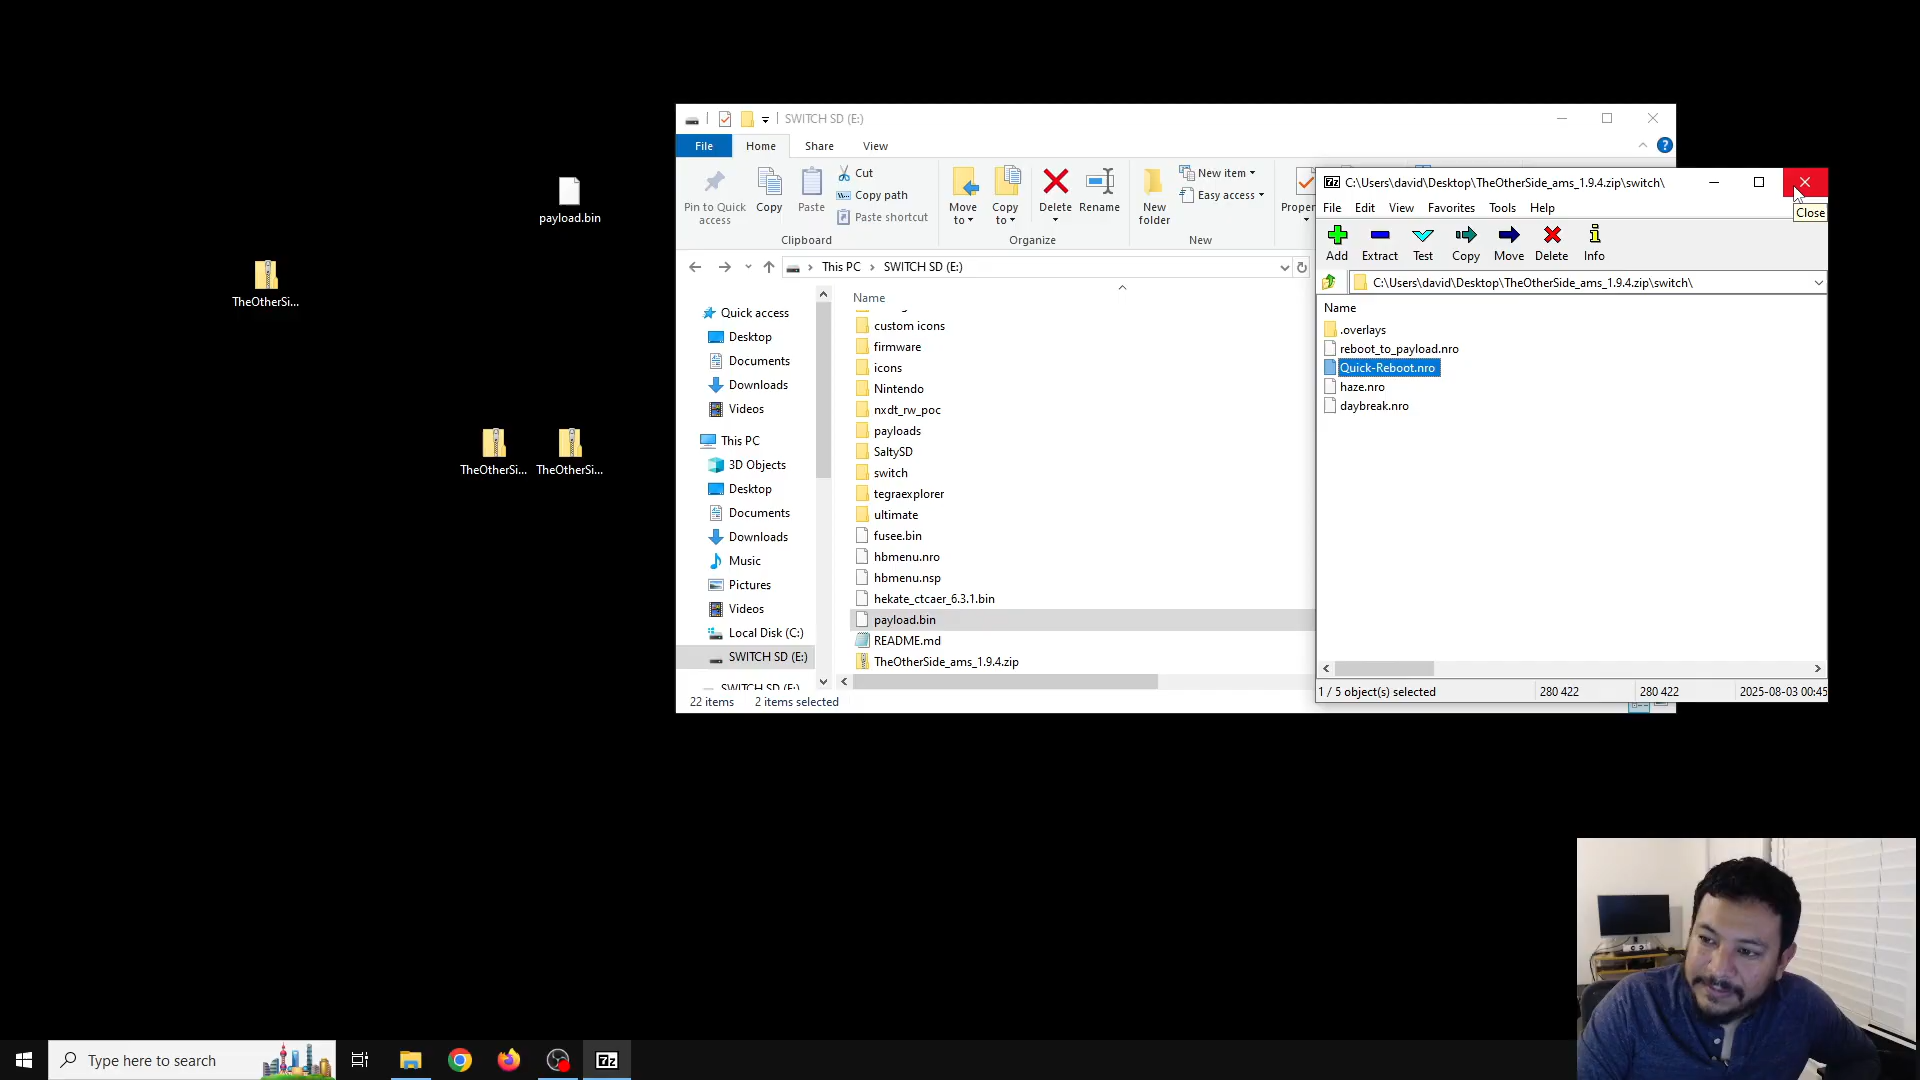 payload.bin
TheOtherSi...
TheOtherSi...
TheOtherSi...
SWITCH SD (E:)
File
Home
Share
View
Pin to Quick
access
Copy
Paste
Cut
Copy path
Paste shortcut
Clipboard
Move
to
Copy
to
Delete
Rename
Organize
New
folder
New item
Easy access
New
This PC
SWITCH SD (E:)
Quick access
Desktop
Documents
Downloads
Videos
This PC
3D Objects
Desktop
Documents
Downloads
Music
Pictures
Videos
Local Disk (C:)
SWITCH SD (E:)
SWITCH SD (E:)
Name
custom icons
firmware
icons
Nintendo
nxdt_rw_poc
payloads
SaltySD
switch
tegraexplorer
ultimate
fusee.bin
hbmenu.nro
hbmenu.nsp
hekate_ctcaer_6.3.1.bin
payload.bin
README.md
TheOtherSide_ams_1.9.4.zip
22 items
2 items selected
7z
C:\Users\david\Desktop\TheOtherSide_ams_1.9.4.zip\switch\
Close
File
Edit
View
Favorites
Tools
Help
Add
Extract
Test
Copy
Move
Delete
Info
C:\Users\david\Desktop\TheOtherSide_ams_1.9.4.zip\switch\
Name
.overlays
reboot_to_payload.nro
Quick-Reboot.nro
haze.nro
daybreak.nro
1 / 5 object(s) selected
280 422
280 422
2025-08-03 00:45
Type here to search
7z